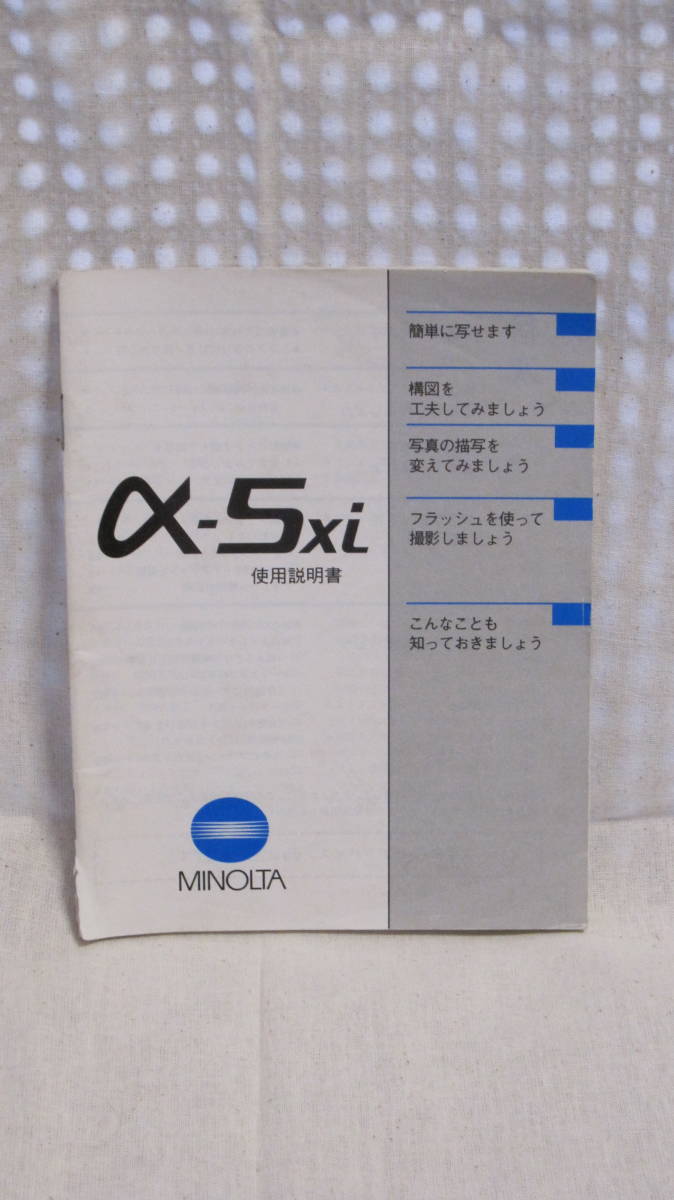 α-5xi
使用説明書
MINOLTA
簡単に写せます
構図を
工夫してみましょう
写真の描写を
変えてみましょう
フラッシュを使って
撮影しましょう
こんなことも
知っておきましょう